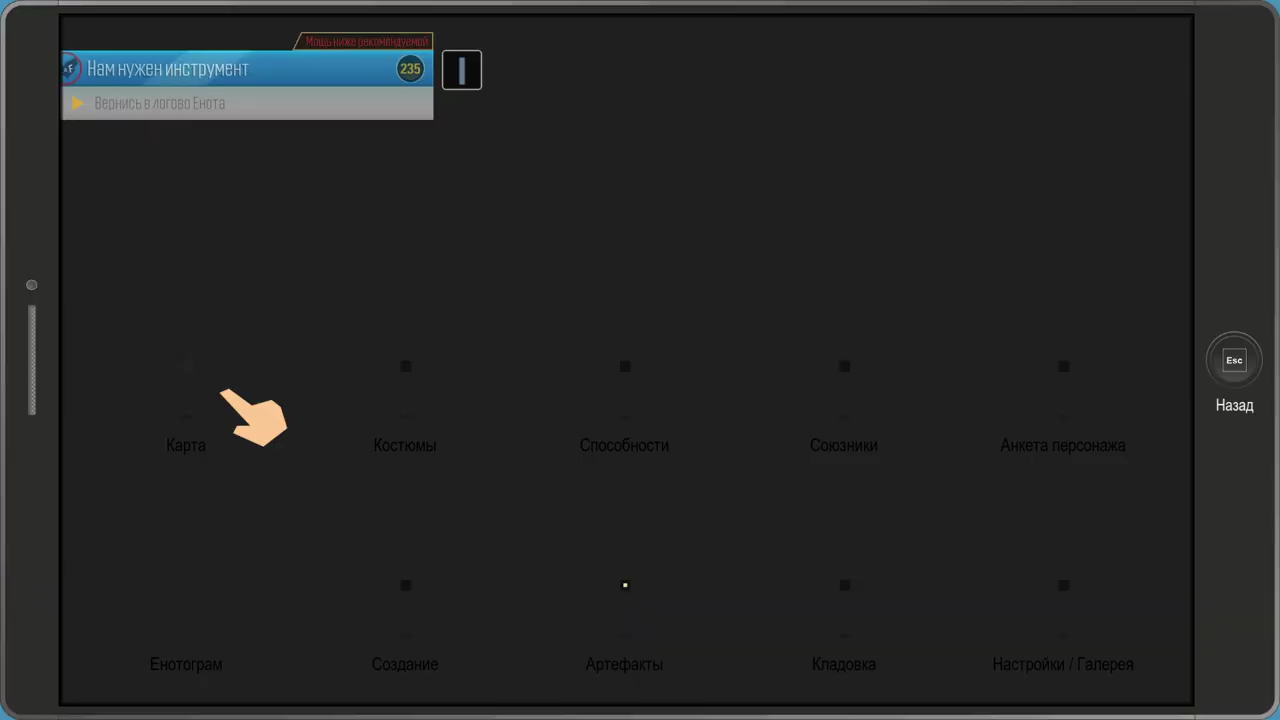 Мощь ниже рекомендуемой
Нам нужен инструмент
235
Вернись в логово Енота
Esc
Назад
Карта
Костюмы
Способности
Союзники
Анкета персонажа
Енотограм
Создание
Артефакты
Кладовка
Настройки / Галерея